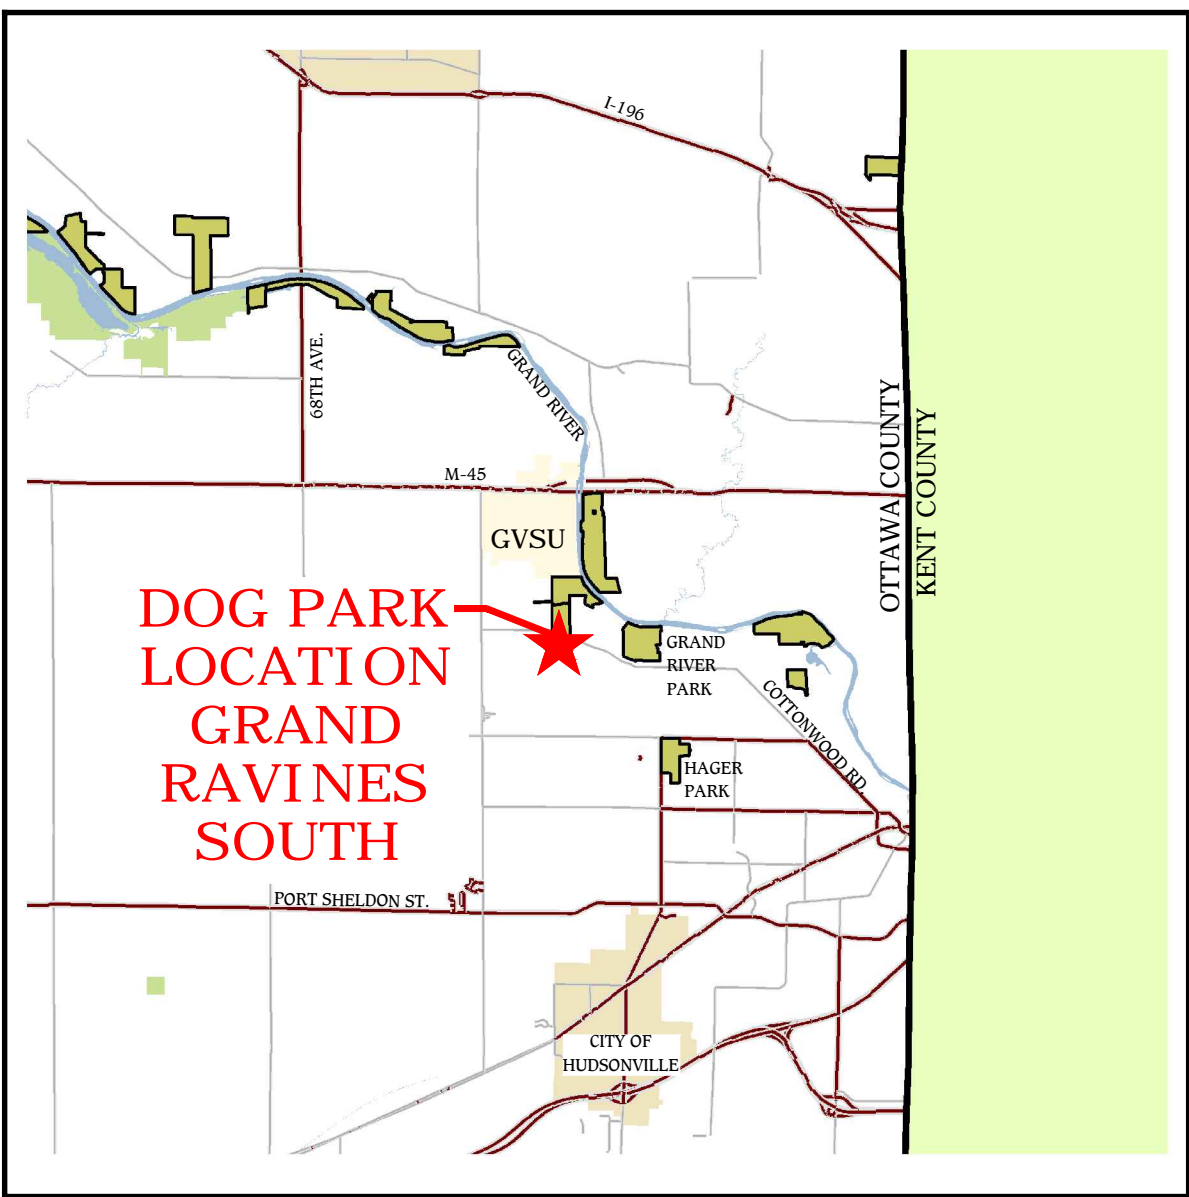 I-196
68TH AVE.
GRAND RIVER
M-45
OTTAWA COUNTY
KENT COUNTY
GVSU
DOG PARK
LOCATION
GRAND
RAVINES
SOUTH
GRAND
RIVER
PARK
COTTONWOOD RD.
HAGER
PARK
PORT SHELDON ST.
CITY OF
HUDSONVILLE